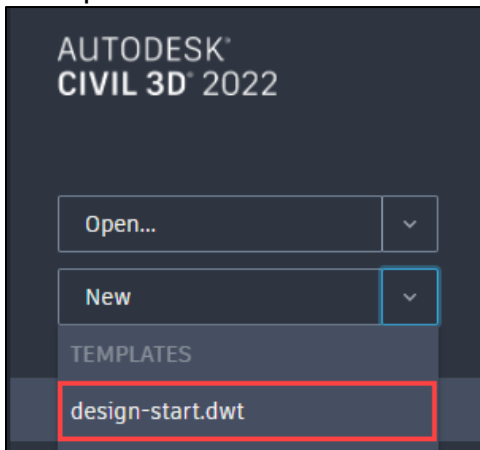 AUTODESK®
CIVIL 3D® 2022
Open...
New
TEMPLATES
design-start.dwt